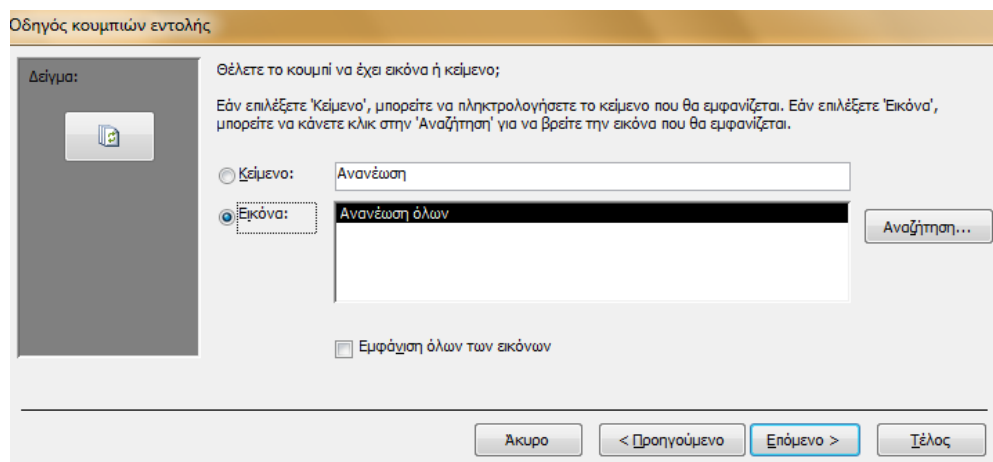 Οδηγός κουμπιών εντολής
Δείγμα:
Θέλετε το κουμπί να έχει εικόνα ή κείμενο;
Εάν επιλέξετε 'Κείμενο', μπορείτε να πληκτρολογήσετε το κείμενο που θα εμφανίζεται. Εάν επιλέξετε 'Εικόνα',
μπορείτε να κάνετε κλικ στην 'Αναζήτηση' για να βρείτε την εικόνα που θα εμφανίζεται.
Κείμενο: Ανανέωση
Εικόνα: Ανανέωση όλων
Αναζήτηση...
Εμφάνιση όλων των εικόνων
Άκυρο < Προηγούμενο Επόμενο > Τέλος